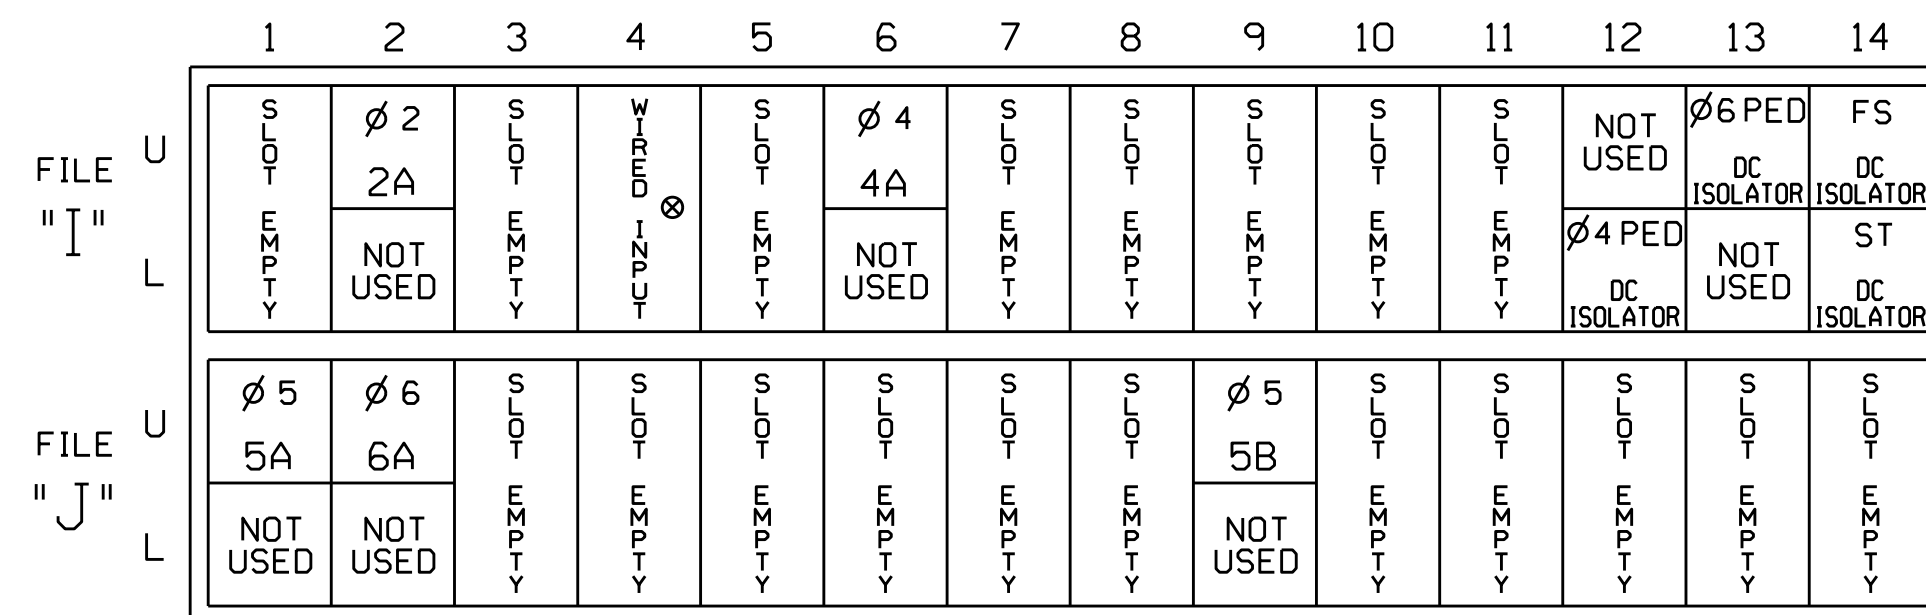 1 2 3 4 5 6 7 8 9 10 11 12 13 14
FILE "I"
U
L
SLOT EMPTY
Ø 2
2A
NOT USED
SLOT EMPTY
WIRED INPUT
SLOT EMPTY
Ø 4
4A
NOT USED
SLOT EMPTY
SLOT EMPTY
SLOT EMPTY
SLOT EMPTY
SLOT EMPTY
NOT USED
Ø4 PED
DC
ISOLATOR
Ø6 PED
DC
ISOLATOR
NOT USED
FS
DC
ISOLATOR
ST
DC
ISOLATOR
FILE "J"
U
L
Ø 5
5A
NOT USED
Ø 6
6A
NOT USED
SLOT EMPTY
SLOT EMPTY
SLOT EMPTY
SLOT EMPTY
SLOT EMPTY
SLOT EMPTY
Ø 5
5B
NOT USED
SLOT EMPTY
SLOT EMPTY
SLOT EMPTY
SLOT EMPTY
SLOT EMPTY